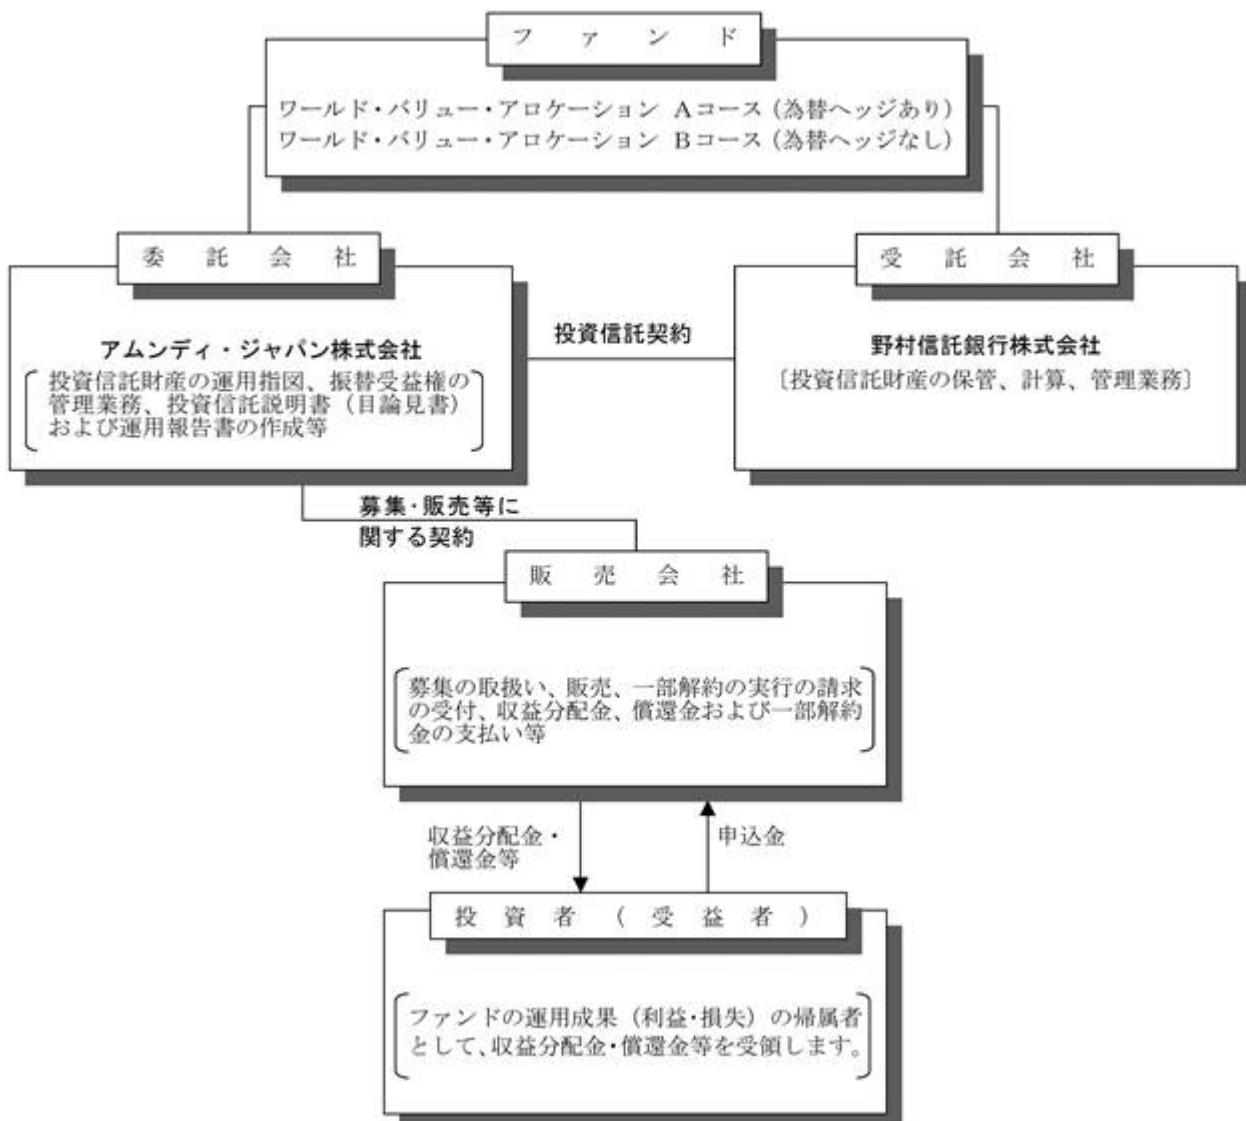 ファンド
ワールド・バリュー・アロケーション Aコース（為替ヘッジあり）
ワールド・バリュー・アロケーション Bコース（為替ヘッジなし）
委託会社
アムンディ・ジャパン株式会社
投資信託財産の運用指図、振替受益権の
管理業務、投資信託説明書（目論見書）
および運用報告書の作成等
投資信託契約
受託会社
野村信託銀行株式会社
〔投資信託財産の保管、計算、管理業務〕
募集・販売等に
関する契約
販売会社
募集の取扱い、販売、一部解約の実行の請求
の受付、収益分配金、償還金および一部解約
金の支払い等
収益分配金・
償還金等
申込金
投資者（受益者）
ファンドの運用成果（利益・損失）の帰属者
として、収益分配金・償還金等を受領します。